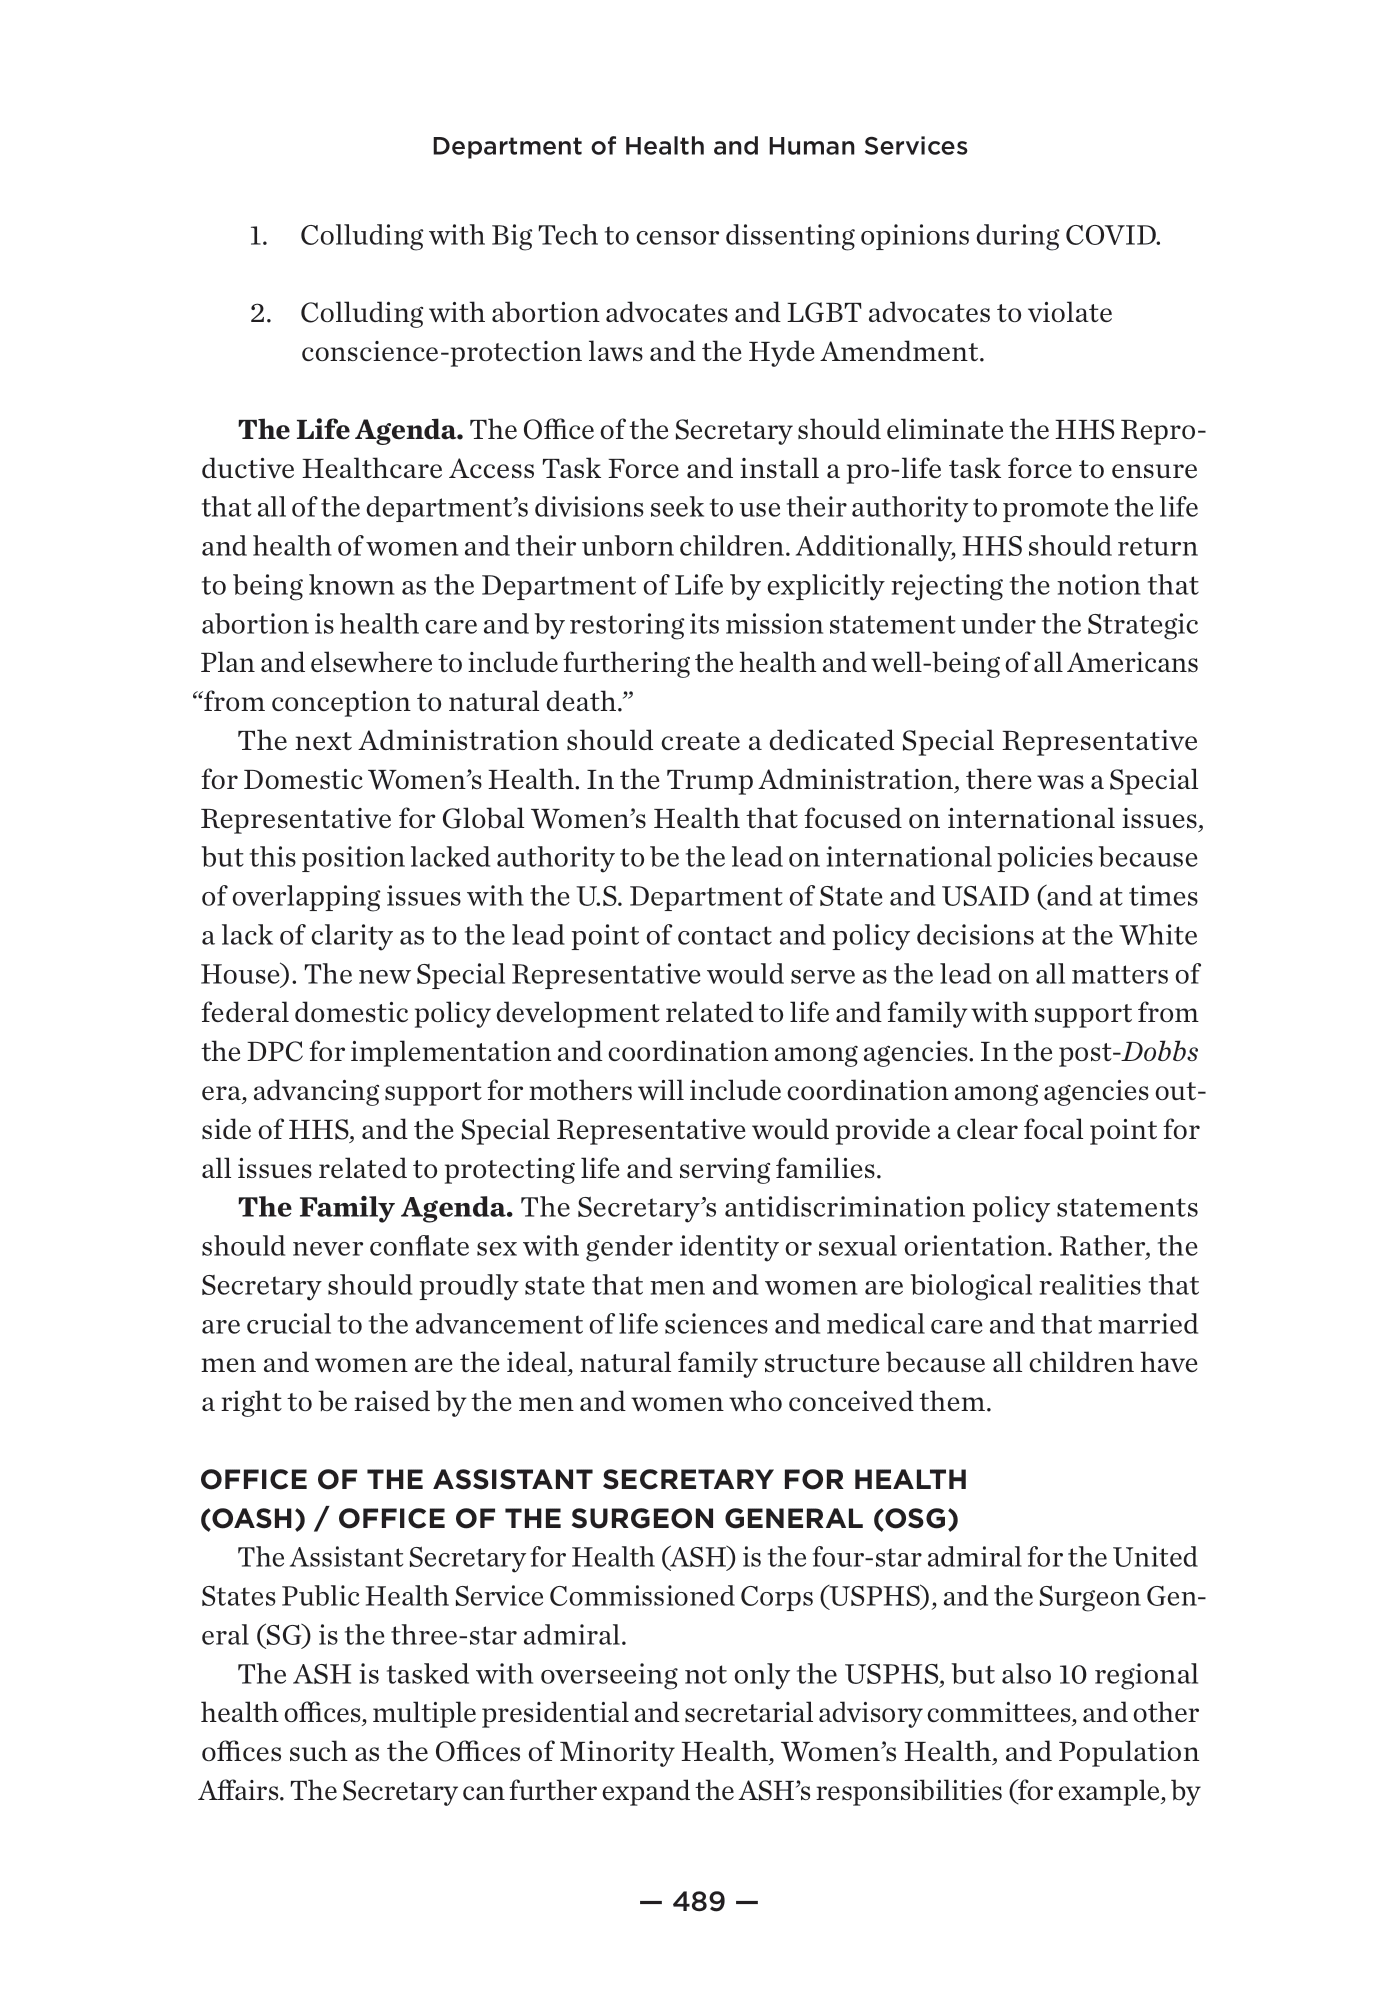 Department of Health and Human Services
1. Colluding with Big Tech to censor dissenting opinions during COVID.
2. Colluding with abortion advocates and LGBT advocates to violate
conscience-protection laws and the Hyde Amendment.
The Life Agenda. The Office of the Secretary should eliminate the HHS Repro-
ductive Healthcare Access Task Force and install a pro-life task force to ensure
that all of the department’s divisions seek to use their authority to promote the life
and health of women and their unborn children. Additionally, HHS should return
to being known as the Department of Life by explicitly rejecting the notion that
abortion is health care and by restoring its mission statement under the Strategic
Plan and elsewhere to include furthering the health and well-being of all Americans
“from conception to natural death.”
The next Administration should create a dedicated Special Representative
for Domestic Women’s Health. In the Trump Administration, there was a Special
Representative for Global Women’s Health that focused on international issues,
but this position lacked authority to be the lead on international policies because
of overlapping issues with the U.S. Department of State and USAID (and at times
a lack of clarity as to the lead point of contact and policy decisions at the White
House). The new Special Representative would serve as the lead on all matters of
federal domestic policy development related to life and family with support from
the DPC for implementation and coordination among agencies. In the post-Dobbs
era, advancing support for mothers will include coordination among agencies out-
side of HHS, and the Special Representative would provide a clear focal point for
all issues related to protecting life and serving families.
The Family Agenda. The Secretary’s antidiscrimination policy statements
should never conflate sex with gender identity or sexual orientation. Rather, the
Secretary should proudly state that men and women are biological realities that
are crucial to the advancement of life sciences and medical care and that married
men and women are the ideal, natural family structure because all children have
a right to be raised by the men and women who conceived them.
OFFICE OF THE ASSISTANT SECRETARY FOR HEALTH
(OASH) / OFFICE OF THE SURGEON GENERAL (OSG)
The Assistant Secretary for Health (ASH) is the four-star admiral for the United
States Public Health Service Commissioned Corps (USPHS), and the Surgeon Gen-
eral (SG) is the three-star admiral.
The ASH is tasked with overseeing not only the USPHS, but also 10 regional
health offices, multiple presidential and secretarial advisory committees, and other
offices such as the Offices of Minority Health, Women’s Health, and Population
Affairs. The Secretary can further expand the ASH’s responsibilities (for example, by
— 489 —